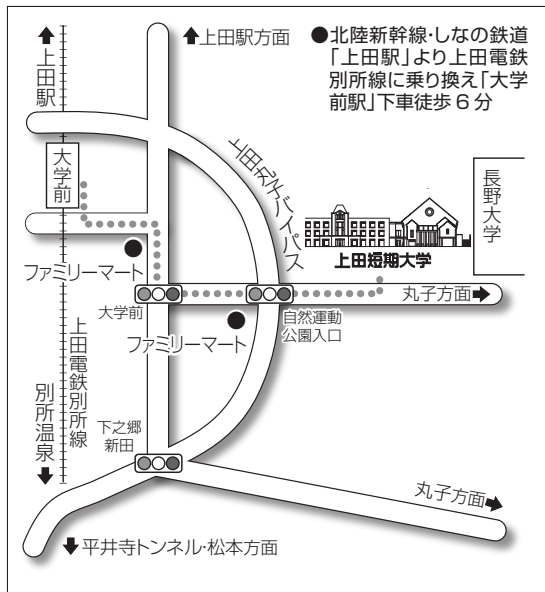 ●北陸新幹線・しなの鉄道
「上田駅」より上田電鉄
別所線に乗り換え「大学
前駅」下車徒歩6分
⬆上田駅方面
⬆上田駅
大学前
上田丸子バイパス
長野大学
上田短期大学
ファミリーマート
丸子方面➡
大学前
自然運動
公園入口
ファミリーマート
上田電鉄別所線
別所温泉⬇
下之郷
新田
丸子方面➡
⬇平井寺トンネル・松本方面